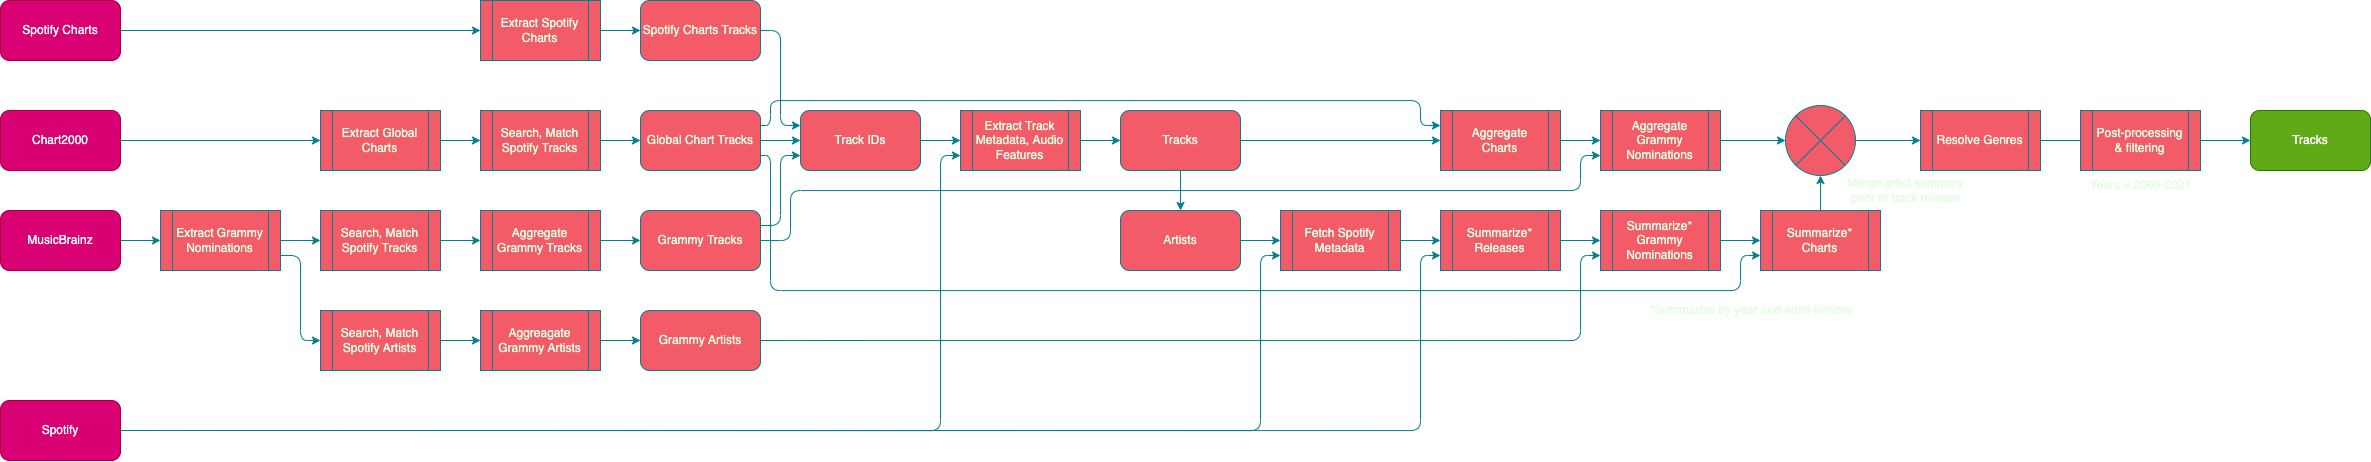 Spotify Charts
Extract Spotify
Charts
Spotify Charts Tracks
Chart2000
Extract Global
Charts
Search, Match
Spotify Tracks
Global Chart Tracks
Track IDs
Extract Track
Metadata, Audio
Features
Tracks
Aggregate
Charts
Aggregate
Grammy
Nominations
Merge artist summary
prior to track release
Resolve Genres
Post-processing
& filtering
Years = 2000-2021
Tracks
MusicBrainz
Extract Grammy
Nominations
Search, Match
Spotify Tracks
Aggregate
Grammy Tracks
Grammy Tracks
Artists
Fetch Spotify
Metadata
Summarize*
Releases
Summarize*
Grammy
Nominations
Summarize*
Charts
*Summarize by year and artist lifetime
Search, Match
Spotify Artists
Aggreagate
Grammy Artists
Grammy Artists
Spotify